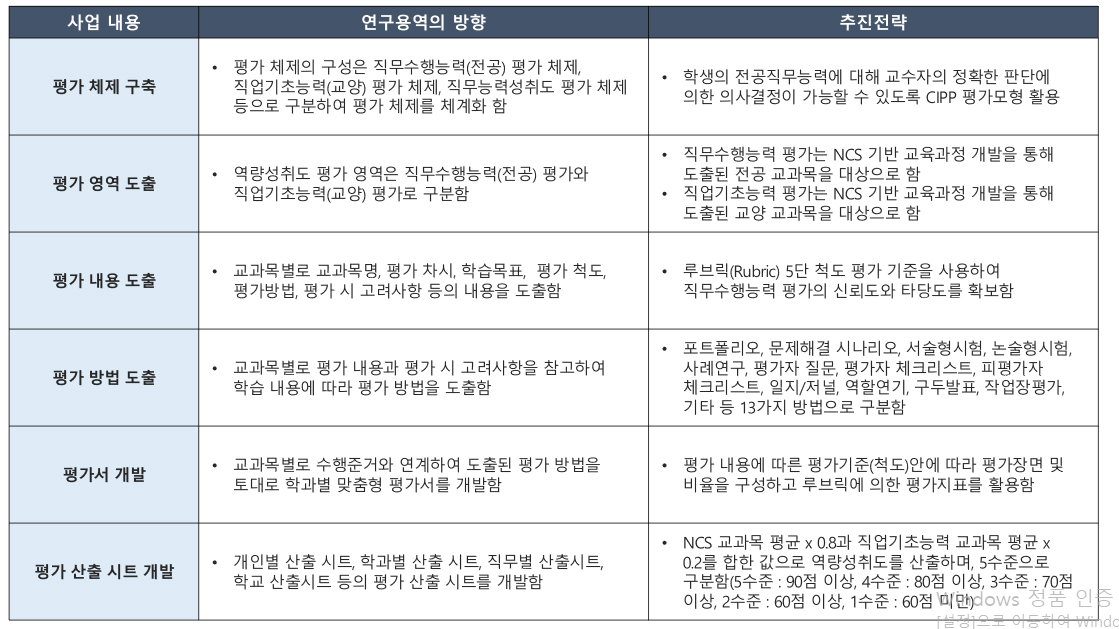 사업 내용
연구용역의 방향
추진전략
평가 체제 구축
• 평가 체제의 구성은 직무수행능력(전공) 평가 체제,
직업기초능력(교양) 평가 체제, 직무능력성취도 평가 체제
등으로 구분하여 평가 체제를 체계화 함
• 학생의 전공직무능력에 대해 교수자의 정확한 판단에
의한 의사결정이 가능할 수 있도록 CIPP 평가모형 활용
평가 영역 도출
• 역량성취도 평가 영역은 직무수행능력(전공) 평가와
직업기초능력(교양) 평가로 구분함
• 직무수행능력 평가는 NCS 기반 교육과정 개발을 통해
도출된 전공 교과목을 대상으로 함
• 직업기초능력 평가는 NCS 기반 교육과정 개발을 통해
도출된 교양 교과목을 대상으로 함
평가 내용 도출
• 교과목별로 교과목명, 평가 차시, 학습목표, 평가 척도,
평가방법, 평가 시 고려사항 등의 내용을 도출함
• 루브릭(Rubric) 5단 척도 평가 기준을 사용하여
직무수행능력 평가의 신뢰도와 타당도를 확보함
평가 방법 도출
• 교과목별로 평가 내용과 평가 시 고려사항을 참고하여
학습 내용에 따라 평가 방법을 도출함
• 포트폴리오, 문제해결 시나리오, 서술형시험, 논술형시험,
사례연구, 평가자 질문, 평가자 체크리스트, 피평가자
체크리스트, 일지/저널, 역할연기, 구두발표, 작업장평가,
기타 등 13가지 방법으로 구분함
평가서 개발
• 교과목별로 수행준거와 연계하여 도출된 평가 방법을
토대로 학과별 맞춤형 평가서를 개발함
• 평가 내용에 따른 평가기준(척도)안에 따라 평가장면 및
비율을 구성하고 루브릭에 의한 평가지표를 활용함
평가 산출 시트 개발
• 개인별 산출 시트, 학과별 산출 시트, 직무별 산출시트,
학교 산출시트 등의 평가 산출 시트를 개발함
• NCS 교과목 평균 x 0.8과 직업기초능력 교과목 평균 x
0.2를 합한 값으로 역량성취도를 산출하며, 5수준으로
구분함(5수준 : 90점 이상, 4수준 : 80점 이상, 3수준 : 70점
이상, 2수준 : 60점 이상, 1수준 : 60점 미만)
Windows 정품 인증
[설정]으로 이동하여 Windo